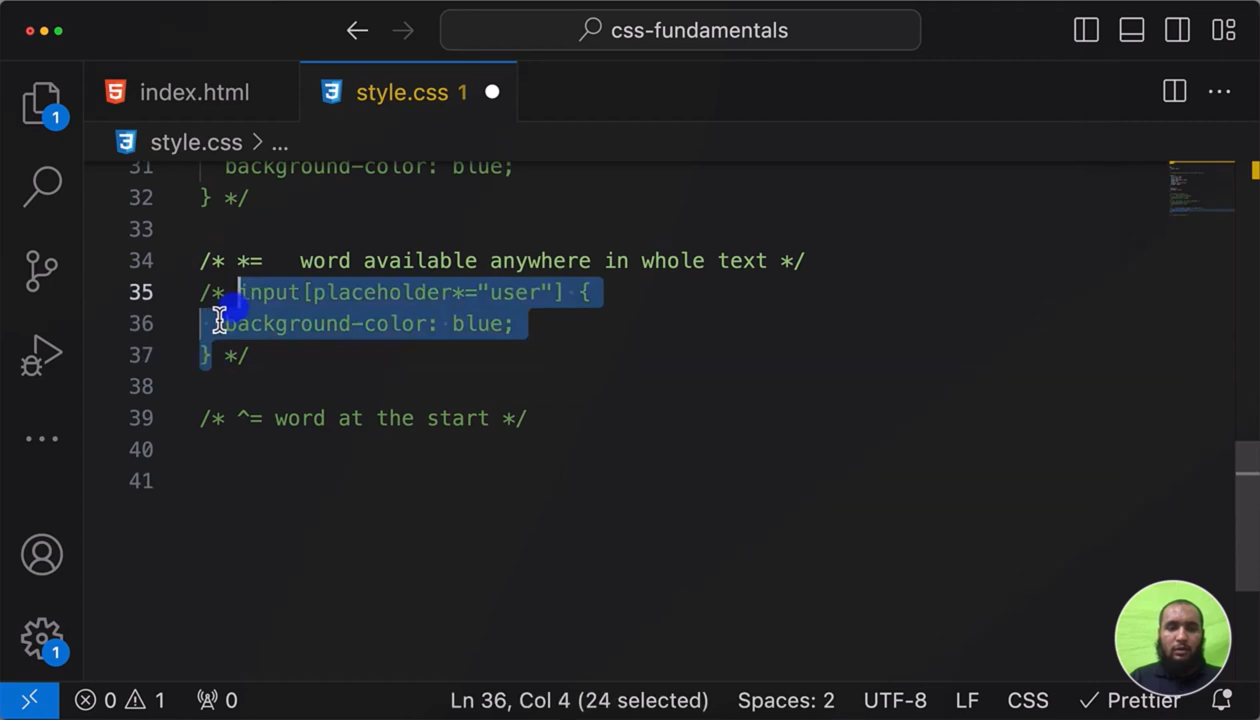 css-fundamentals
index.html
style.css 1
1
style.css > ...
31 background-color: blue;
32 } */
33
34 /* *= word available anywhere in whole text */
35 /* input[placeholder*="user"] {
36 background-color: blue;
37 } */
38
39 /* ^= word at the start */
40
41
1
0 1 0 Ln 36, Col 4 (24 selected) Spaces: 2 UTF-8 LF CSS Prettier